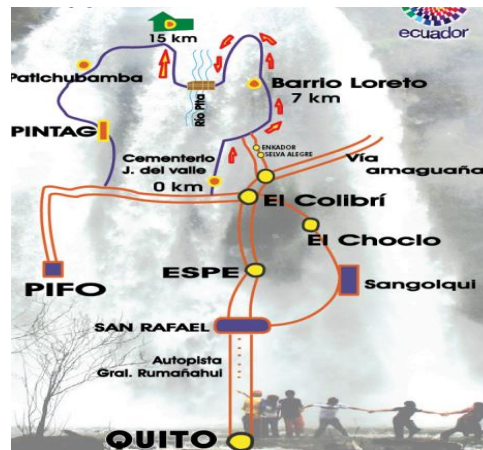 ecuador
15 km
Patichubamba
Río Pita
Barrio Loreto
7 km
PINTAG
ENKADOR
SELVA ALEGRE
Cementerio
J. del valle
0 km
Vía
amaguaña
El Colibrí
El Choclo
ESPE
PIFO
Sangolqui
SAN RAFAEL
Autopista
Gral. Rumañahui
QUITO